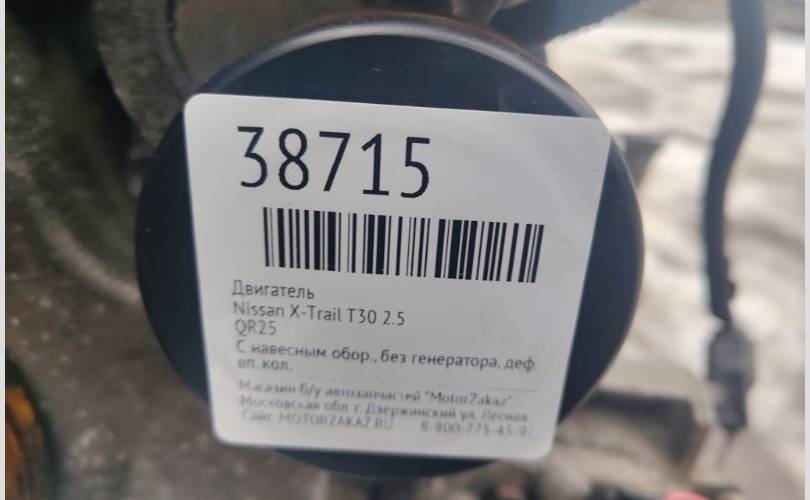 38715
Двигатель
Nissan X-Trail T30 2.5
QR25
С навесным обор., без генератора, деф.
вп. кол.
Магазин б/у автозапчастей "MotorZakaz"
Московская обл. г. Дзержинский ул. Лесная
Сайт: MOTORZAKAZ.RU 8-800-775-45-9